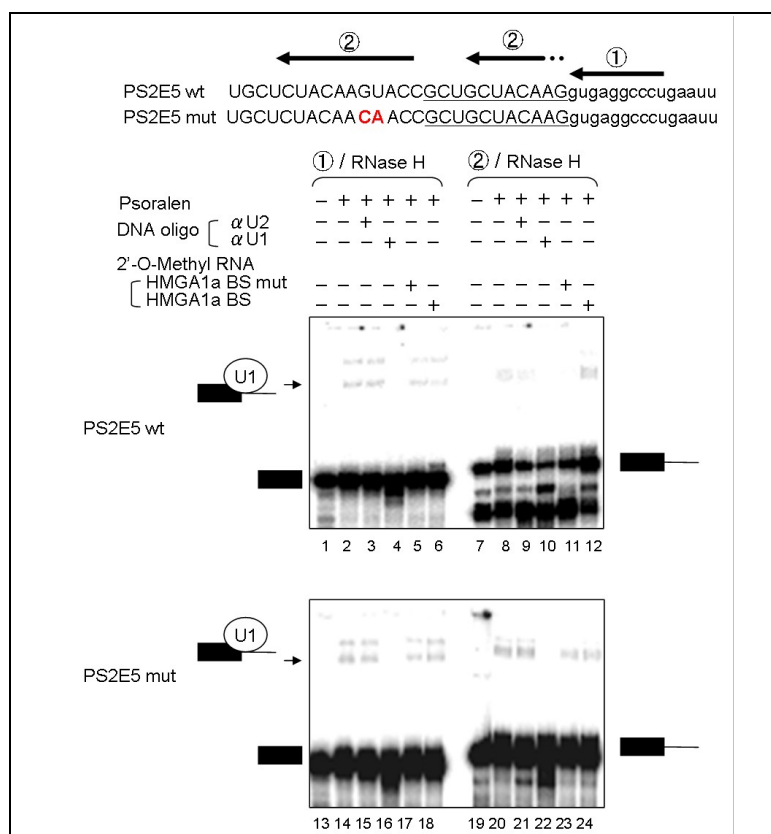 ② ② ①
PS2E5 wt UGCUCUACAAGUACCGCUGCUACAAGgugaggcccugaauu
PS2E5 mut UGCUCUACAACAACCGCUGCUACAAGgugaggcccugaauu
① / RNase H ② / RNase H
Psoralen − + + + + + − + + + + +
DNA oligo
αU2 − − + − − − − − + − − −
αU1 − − − + − − − − − + − −
2'-O-Methyl RNA
HMGA1a BS mut − − − − + − − − − − + −
HMGA1a BS − − − − − + − − − − − +
U1
PS2E5 wt
1 2 3 4 5 6 7 8 9 10 11 12
U1
PS2E5 mut
13 14 15 16 17 18 19 20 21 22 23 24